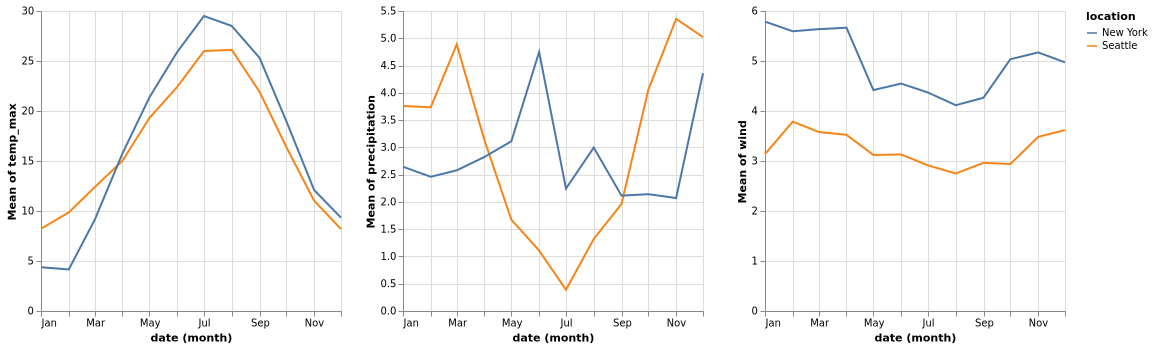 Mean of temp_max
30
25
20
15
10
5
0
Jan Mar May Jul Sep Nov
date (month)
Mean of precipitation
5.5
5.0
4.5
4.0
3.5
3.0
2.5
2.0
1.5
1.0
0.5
0.0
Jan Mar May Jul Sep Nov
date (month)
Mean of wind
6
5
4
3
2
1
0
Jan Mar May Jul Sep Nov
date (month)
location
New York
Seattle